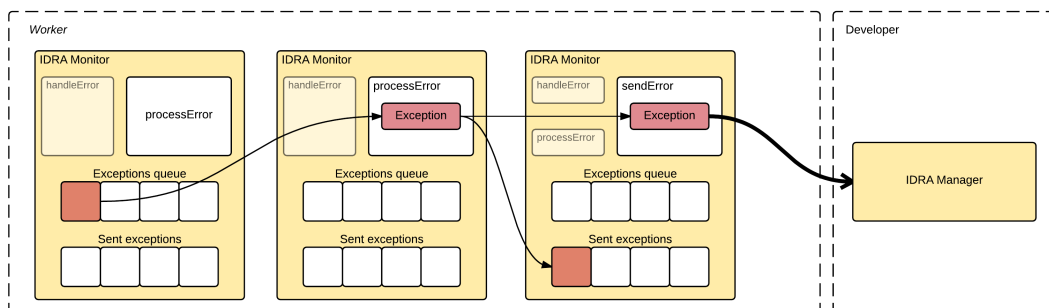 Worker
IDRA Monitor
handleError
processError
Exceptions queue
Sent exceptions
IDRA Monitor
handleError
processError
Exception
Exceptions queue
Sent exceptions
IDRA Monitor
handleError
processError
sendError
Exception
Exceptions queue
Sent exceptions
Developer
IDRA Manager